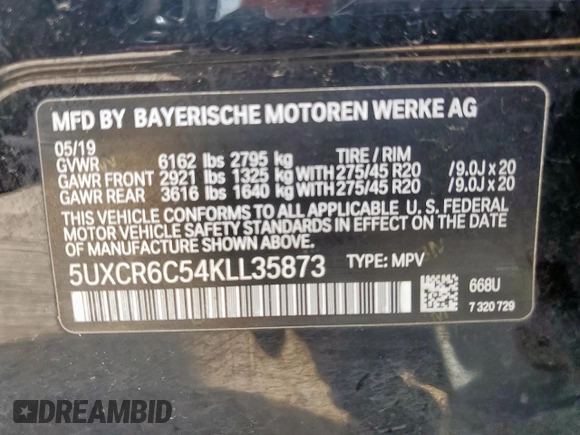 MFD BY BAYERISCHE MOTOREN WERKE AG
05/19
GVWR 6162 lbs 2795 kg TIRE / RIM
GAWR FRONT 2921 lbs 1325 kg WITH 275/45 R20 /9.0J x 20
GAWR REAR 3616 lbs 1640 kg WITH 275/45 R20 /9.0J x 20
THIS VEHICLE CONFORMS TO ALL APPLICABLE U. S. FEDERAL
MOTOR VEHICLE SAFETY STANDARDS IN EFFECT ON THE DATE OF
MANUFACTURE SHOWN ABOVE.
5UXCR6C54KLL35873 TYPE: MPV
668U
7 320 729
DREAMBID